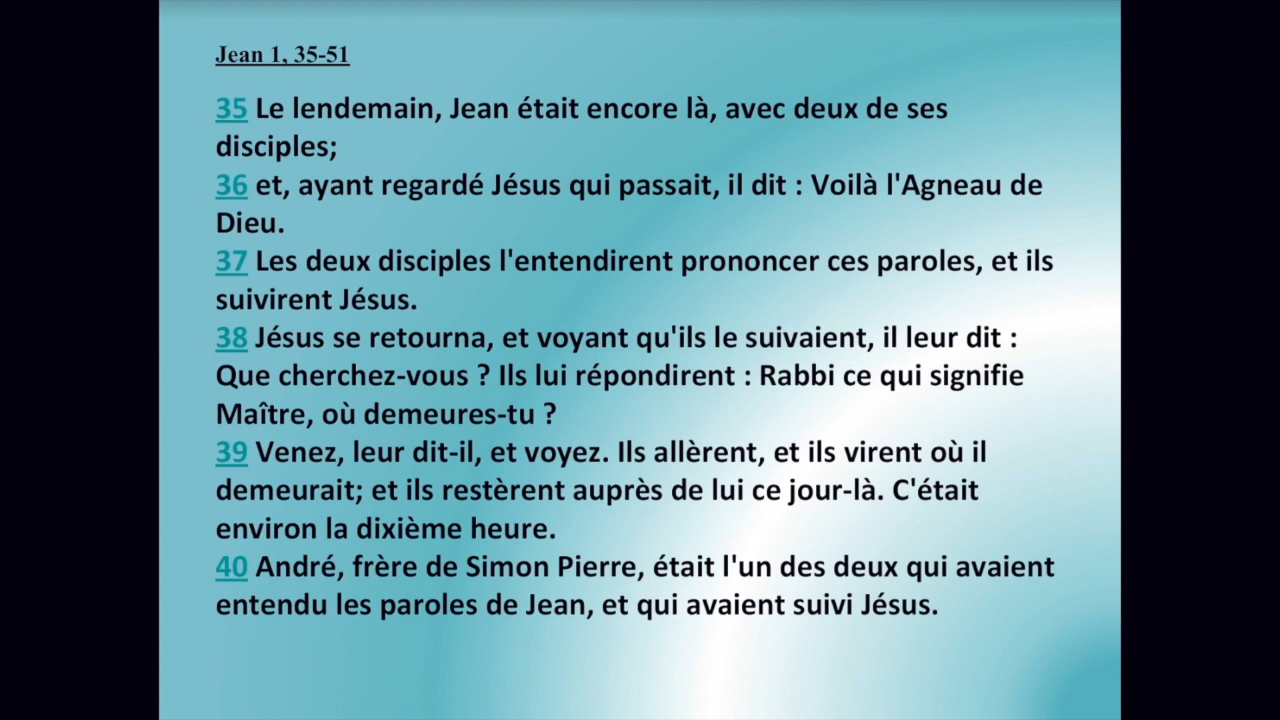 Jean 1, 35-51
35 Le lendemain, Jean était encore là, avec deux de ses
disciples;
36 et, ayant regardé Jésus qui passait, il dit : Voilà l'Agneau de
Dieu.
37 Les deux disciples l'entendirent prononcer ces paroles, et ils
suivirent Jésus.
38 Jésus se retourna, et voyant qu'ils le suivaient, il leur dit :
Que cherchez-vous ? Ils lui répondirent : Rabbi ce qui signifie
Maître, où demeures-tu ?
39 Venez, leur dit-il, et voyez. Ils allèrent, et ils virent où il
demeurait; et ils restèrent auprès de lui ce jour-là. C'était
environ la dixième heure.
40 André, frère de Simon Pierre, était l'un des deux qui avaient
entendu les paroles de Jean, et qui avaient suivi Jésus.